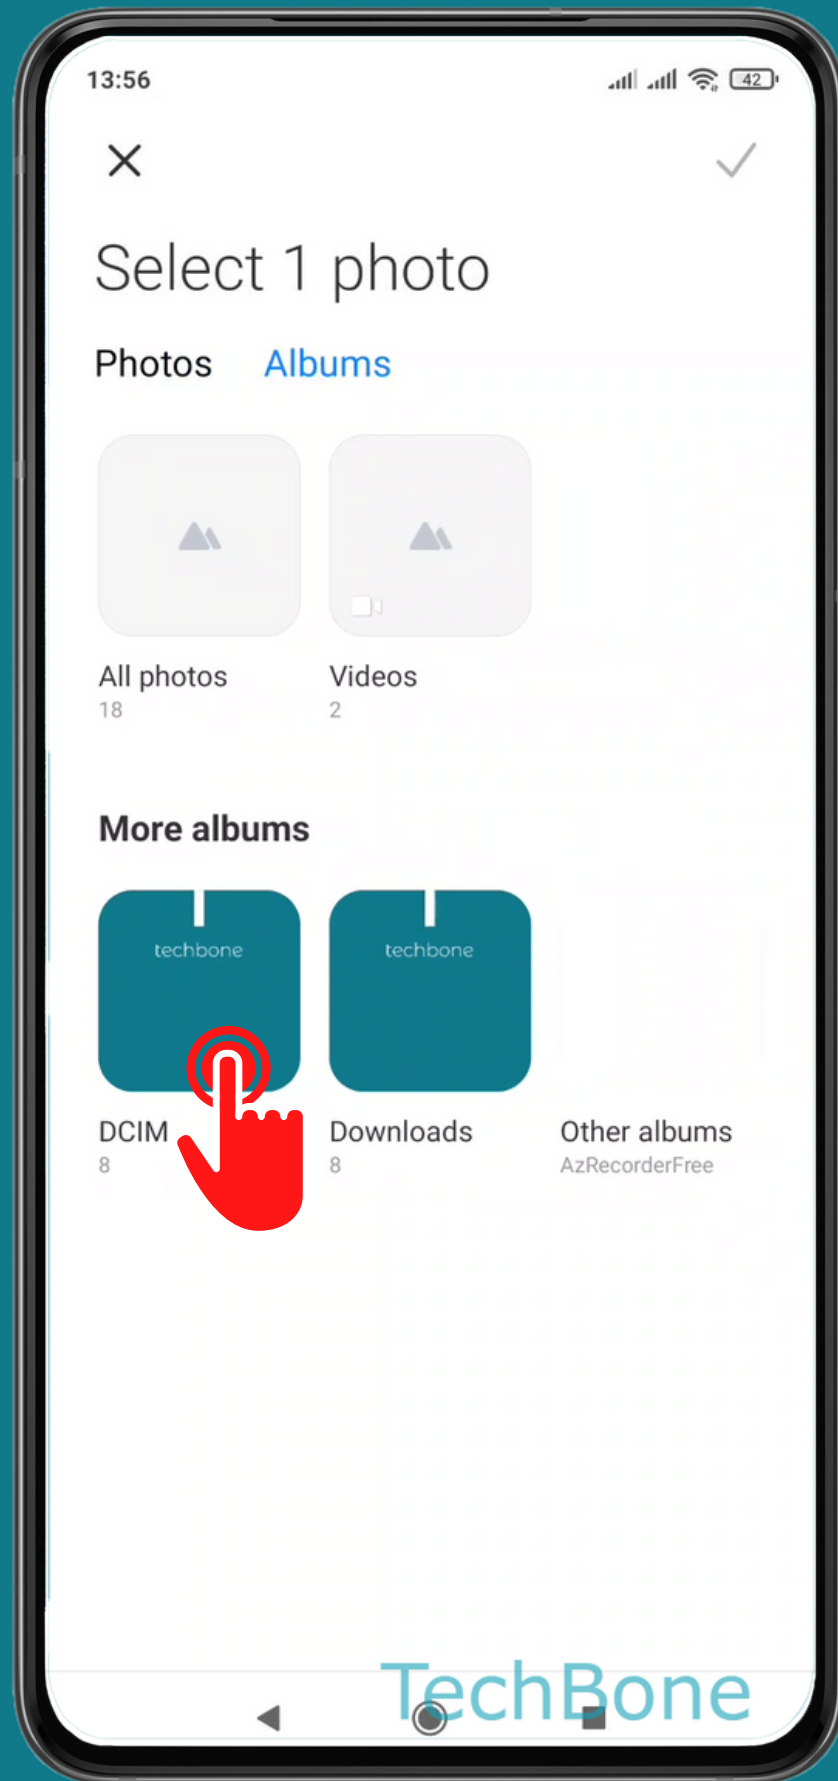 13:56
42
Select 1 photo
Photos Albums
All photos Videos
18 2
More albums
techbone techbone
DCIM Downloads Other albums
8 8 AzRecorderFree
TechBone